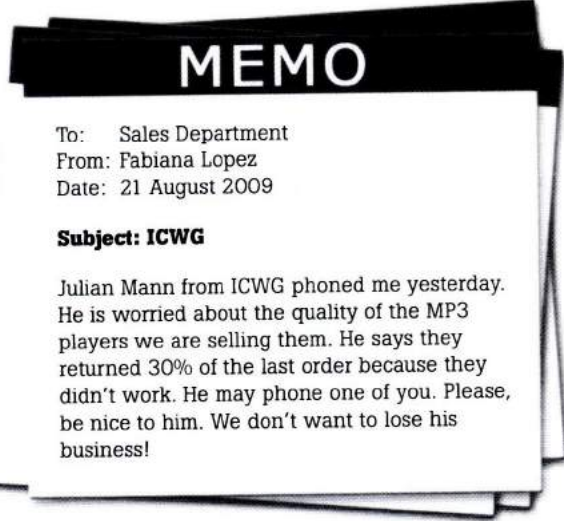 MEMO
To: Sales Department
From: Fabiana Lopez
Date: 21 August 2009
Subject: ICWG
Julian Mann from ICWG phoned me yesterday.
He is worried about the quality of the MP3
players we are selling them. He says they
returned 30% of the last order because they
didn't work. He may phone one of you. Please,
be nice to him. We don't want to lose his
business!